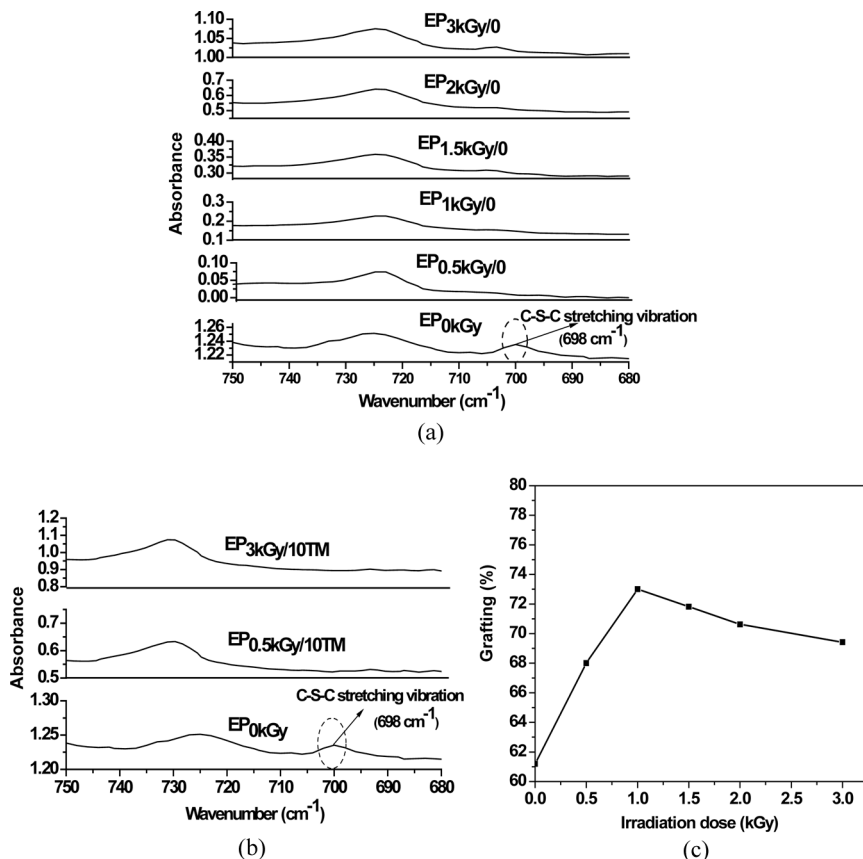 Absorbance
1.10
1.05
1.00
EP3kGy/0
0.7
0.6
0.5
EP2kGy/0
0.40
0.35
0.30
EP1.5kGy/0
0.3
0.2
0.1
EP1kGy/0
0.10
0.05
0.00
EP0.5kGy/0
1.26
1.24
1.22
EP0kGy
C-S-C stretching vibration
(698 cm-1)
750 740 730 720 710 700 690 680
Wavenumber (cm-1)
(a)
Absorbance
1.2
1.1
1.0
0.9
0.8
EP3kGy/10TM
0.7
0.6
0.5
EP0.5kGy/10TM
1.30
1.25
1.20
EP0kGy
C-S-C stretching vibration
(698 cm-1)
750 740 730 720 710 700 690 680
Wavenumber (cm-1)
(b)
Grafting (%)
80
78
76
74
72
70
68
66
64
62
60
0.0 0.5 1.0 1.5 2.0 2.5 3.0
Irradiation dose (kGy)
(c)